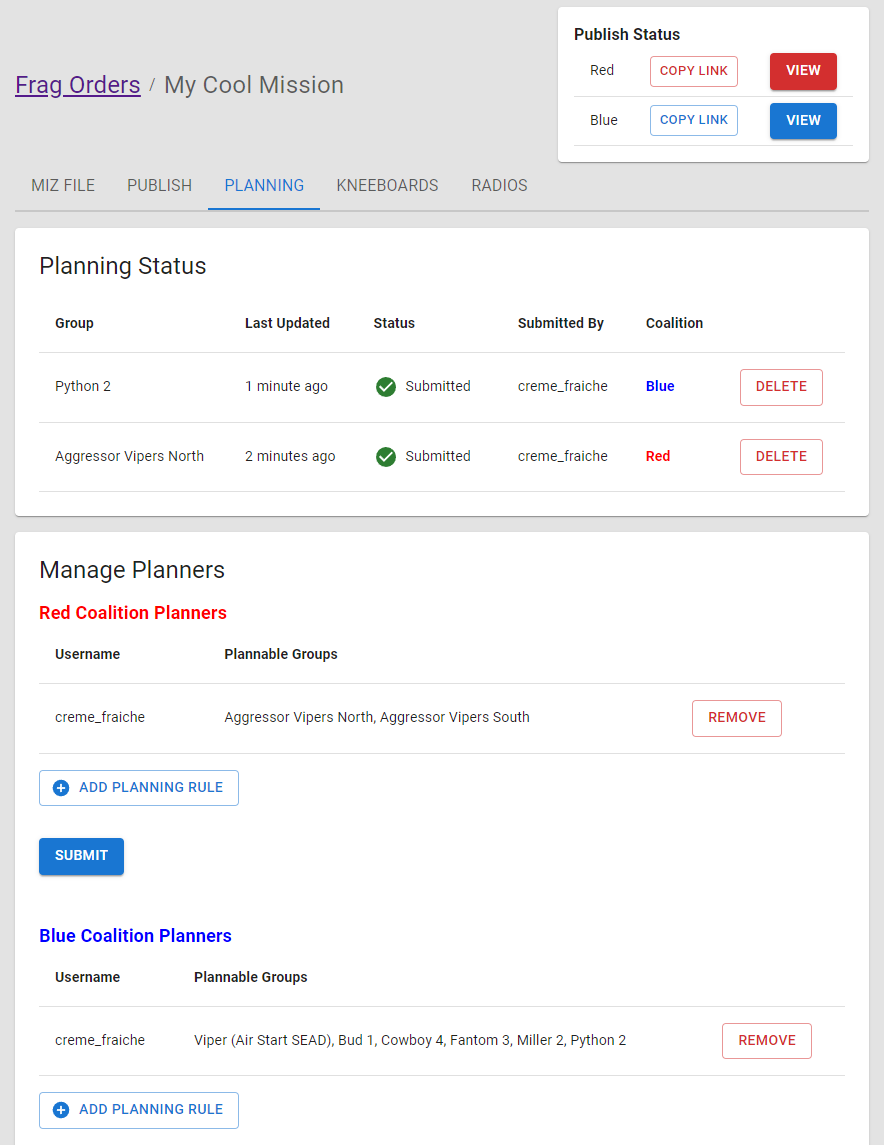 Publish Status
Red COPY LINK VIEW
Frag Orders / My Cool Mission
Blue COPY LINK VIEW
MIZ FILE PUBLISH PLANNING KNEEBOARDS RADIOS
Planning Status
Group Last Updated Status Submitted By Coalition
Python 2 1 minute ago Submitted creme_fraiche Blue DELETE
Aggressor Vipers North 2 minutes ago Submitted creme_fraiche Red DELETE
Manage Planners
Red Coalition Planners
Username Plannable Groups
creme_fraiche Aggressor Vipers North, Aggressor Vipers South REMOVE
ADD PLANNING RULE
SUBMIT
Blue Coalition Planners
Username Plannable Groups
creme_fraiche Viper (Air Start SEAD), Bud 1, Cowboy 4, Fantom 3, Miller 2, Python 2 REMOVE
ADD PLANNING RULE